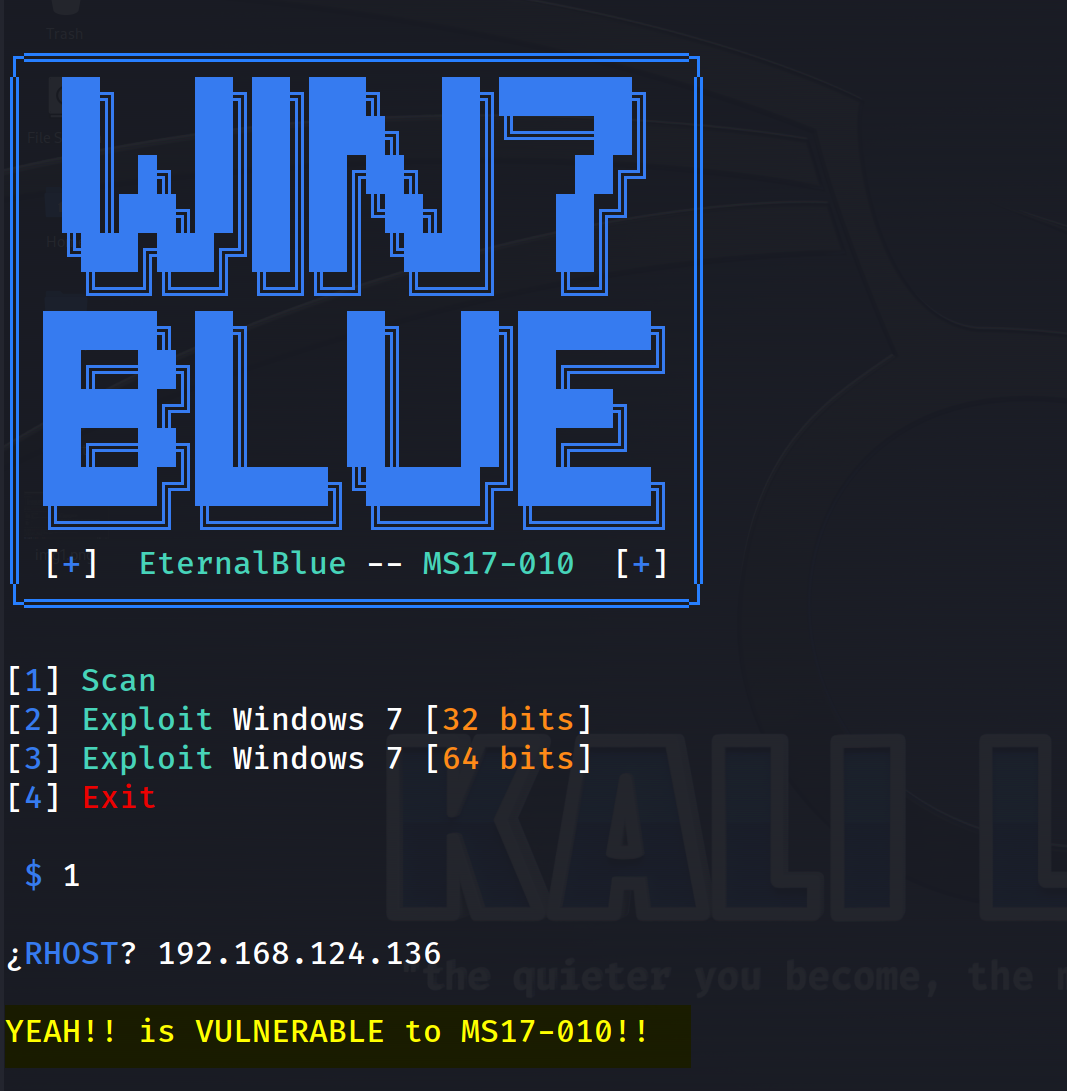 Trash
WIN7
BLUE
[+] EternalBlue -- MS17-010 [+]
[1] Scan
[2] Exploit Windows 7 [32 bits]
[3] Exploit Windows 7 [64 bits]
[4] Exit
$ 1
¿RHOST? 192.168.124.136
YEAH!! is VULNERABLE to MS17-010!!
KALI L
"the quieter you become, the